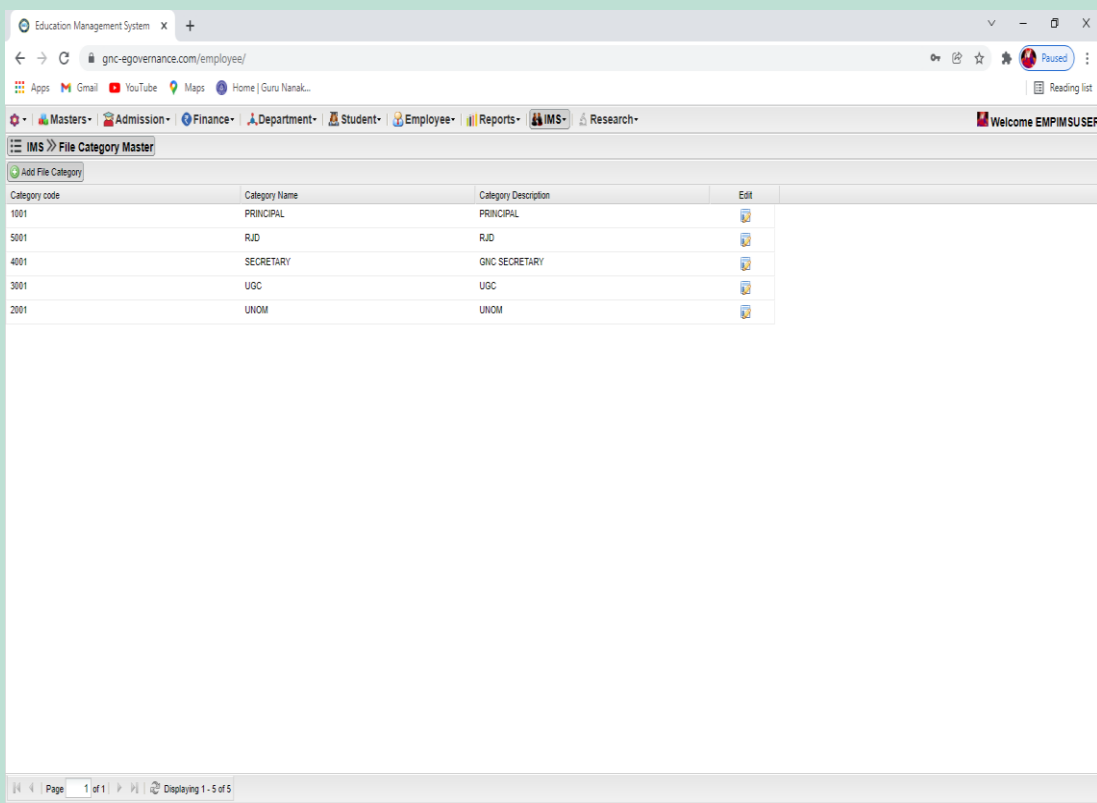 Education Management System
gnc-egovernance.com/employee/
Paused
Apps Gmail YouTube Maps Home | Guru Nanak... Reading list
Masters Admission Finance Department Student Employee Reports IMS Research Welcome EMPIMSUSER
IMS >> File Category Master
Add File Category
Category code Category Name Category Description Edit
1001 PRINCIPAL PRINCIPAL
5001 RJD RJD
4001 SECRETARY GNC SECRETARY
3001 UGC UGC
2001 UNOM UNOM
Page 1 of 1 Displaying 1 - 5 of 5